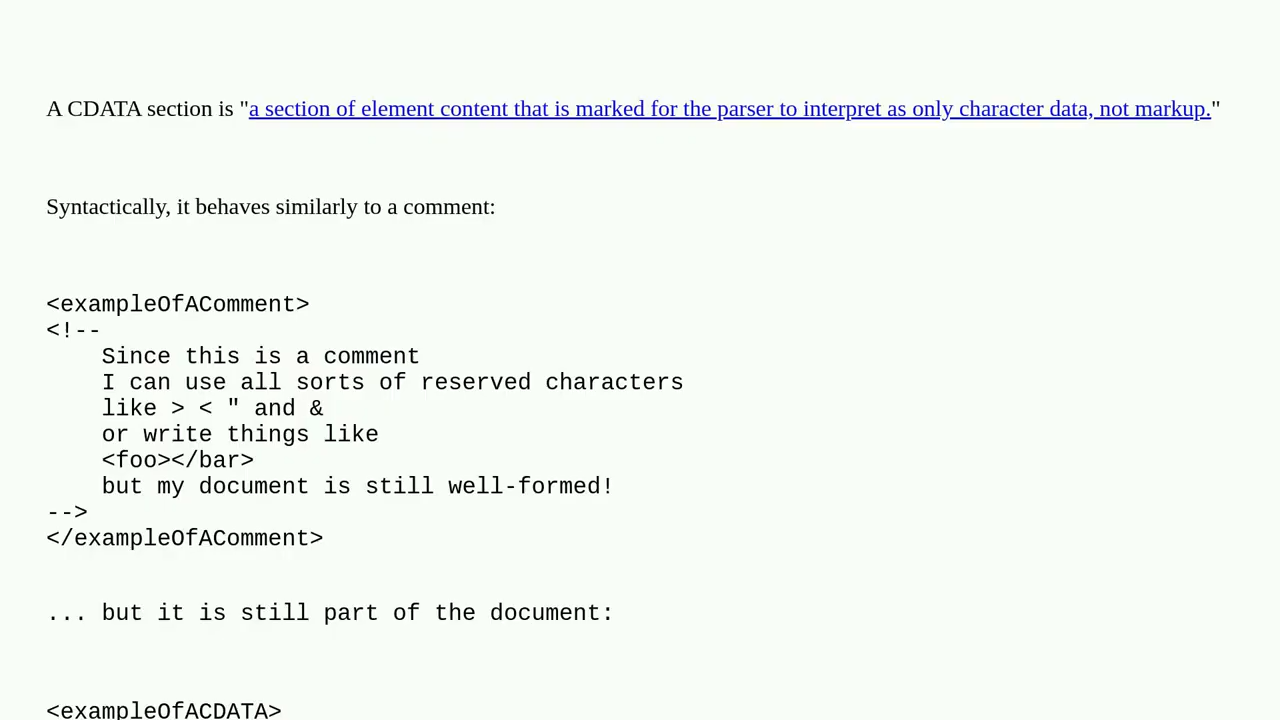 A CDATA section is "a section of element content that is marked for the parser to interpret as only character data, not markup."
Syntactically, it behaves similarly to a comment:
<exampleOfAComment>
<!--
    Since this is a comment
    I can use all sorts of reserved characters
    like > < " and &
    or write things like
    <foo></bar>
    but my document is still well-formed!
-->
</exampleOfAComment>
... but it is still part of the document:
<exampleOfACDATA>